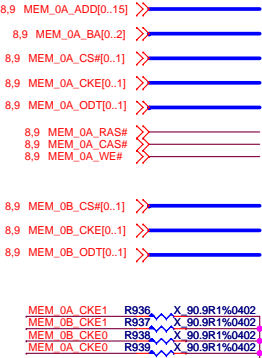 8,9 MEM_0A_ADD[0..15]
8,9 MEM_0A_BA[0..2]
8,9 MEM_0A_CS#[0..1]
8,9 MEM_0A_CKE[0..1]
8,9 MEM_0A_ODT[0..1]
8,9 MEM_0A_RAS#
8,9 MEM_0A_CAS#
8,9 MEM_0A_WE#
8,9 MEM_0B_CS#[0..1]
8,9 MEM_0B_CKE[0..1]
8,9 MEM_0B_ODT[0..1]
MEM_0A_CKE1 R936 X_90.9R1%0402
MEM_0B_CKE1 R937 X_90.9R1%0402
MEM_0B_CKE0 R938 X_90.9R1%0402
MEM_0A_CKE0 R939 X_90.9R1%0402